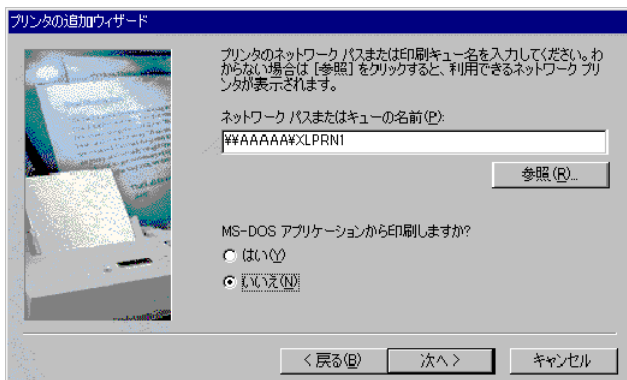 プリンタの追加ウィザード
プリンタのネットワーク パスまたは印刷キュー名を入力してください。わ
からない場合は [参照] をクリックすると、利用できるネットワーク プリ
ンタが表示されます。
ネットワーク パスまたはキューの名前(P):
¥¥AAAAA¥XLPRN1
参照(R)...
MS-DOS アプリケーションから印刷しますか?
はい(Y)
いいえ(N)
< 戻る(B)
次へ >
キャンセル